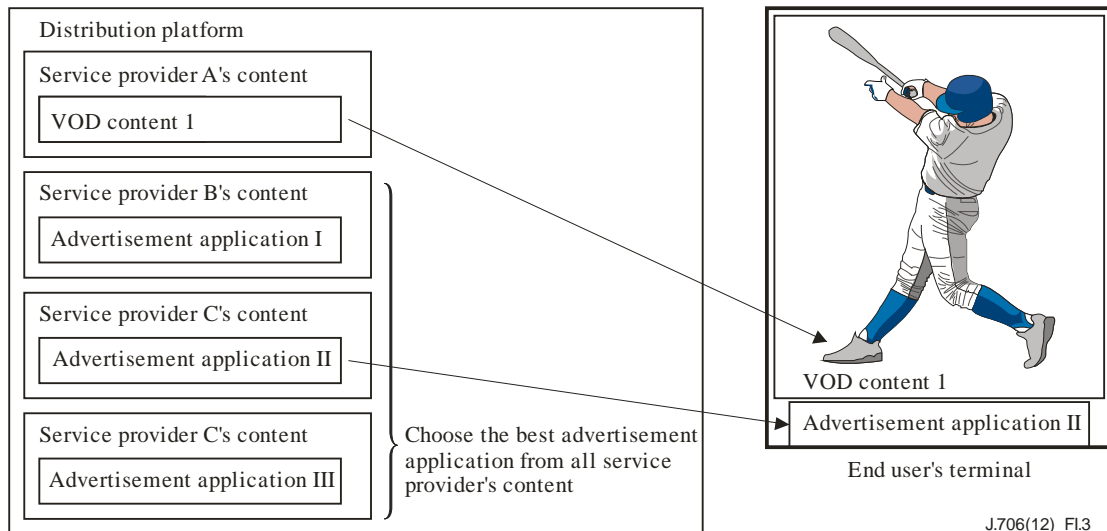 Distribution platform
Service provider A's content
VOD content 1
Service provider B's content
Advertisement application I
Service provider C's content
Advertisement application II
Service provider C's content
Advertisement application III
Choose the best advertisement
application from all service
provider's content
VOD content 1
Advertisement application II
End user's terminal
J.706(12)_FI.3